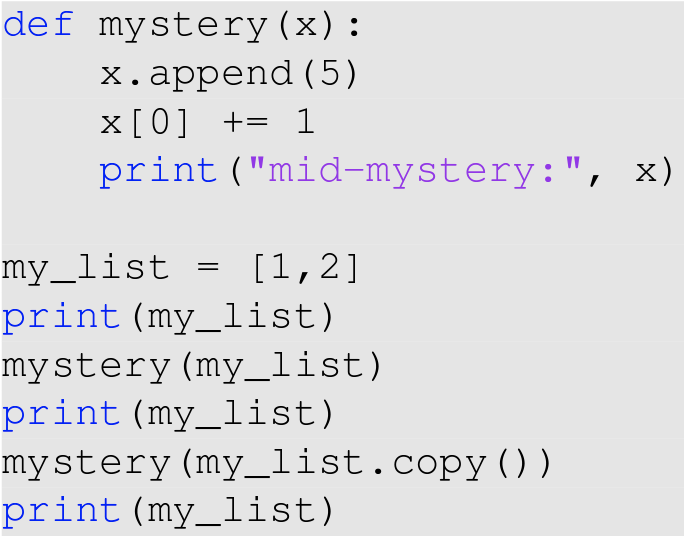 def mystery(x):
    x.append(5)
    x[0] += 1
    print("mid-mystery:", x)

my_list = [1,2]
print(my_list)
mystery(my_list)
print(my_list)
mystery(my_list.copy())
print(my_list)